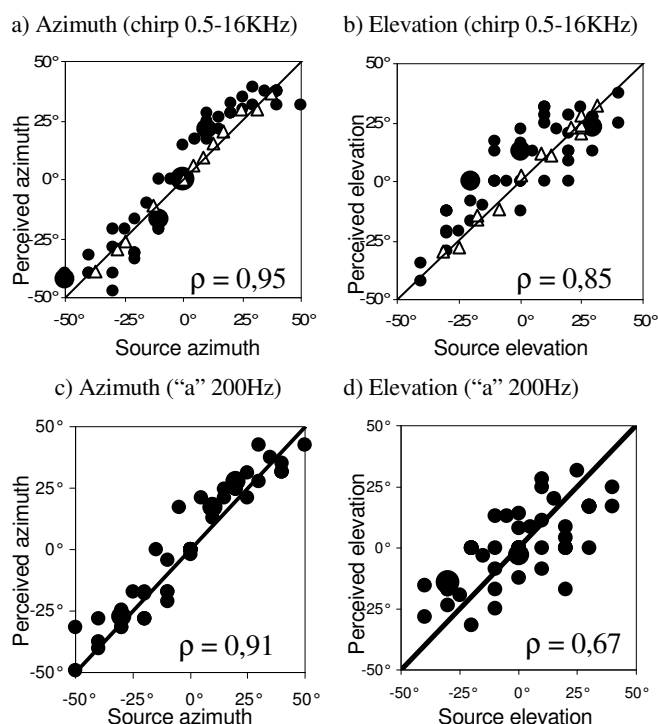 a) Azimuth (chirp 0.5-16KHz)
b) Elevation (chirp 0.5-16KHz)
Perceived azimuth
50°
25°
0°
-25°
-50°
ρ = 0,95
-50° -25° 0° 25° 50°
Source azimuth
Perceived elevation
50°
25°
0°
-25°
-50°
ρ = 0,85
-50° -25° 0° 25° 50°
Source elevation
c) Azimuth (“a” 200Hz)
d) Elevation (“a” 200Hz)
Perceived azimuth
50°
25°
0°
-25°
-50°
ρ = 0,91
-50° -25° 0° 25° 50°
Source azimuth
Perceived elevation
50°
25°
0°
-25°
-50°
ρ = 0,67
-50° -25° 0° 25° 50°
Source elevation